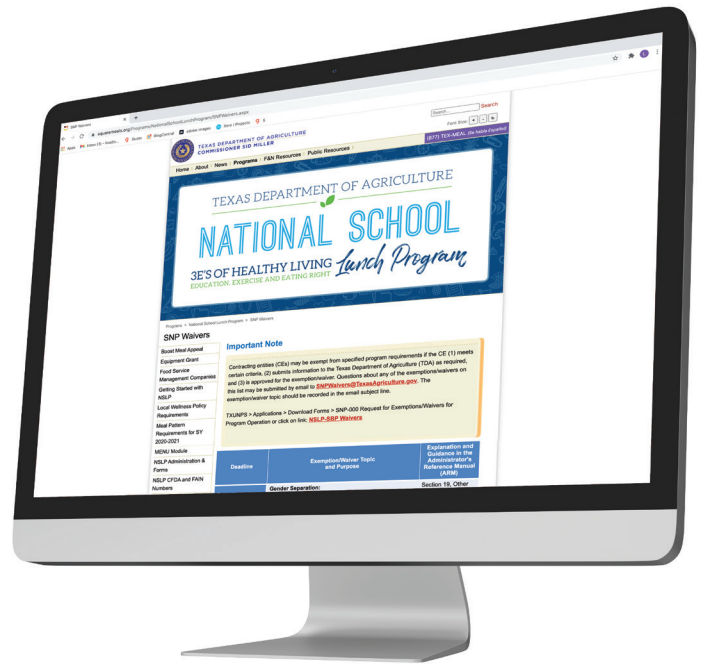 SNP Waivers
squaremeals.org/Programs/NationalSchoolLunchProgram/SNPWaivers.aspx
Apps
Search
Font Size: + -
TEXAS DEPARTMENT OF AGRICULTURE
COMMISSIONER SID MILLER
(877) TEX-MEAL (Se habla Español)
Home About News Programs F&N Resources Public Resources
TEXAS DEPARTMENT OF AGRICULTURE
NATIONAL SCHOOL
3E'S OF HEALTHY LIVING Lunch Program
EDUCATION, EXERCISE AND EATING RIGHT
Programs > National School Lunch Program > SNP Waivers
SNP Waivers
Boost Meal Appeal
Equipment Grant
Food Service
Management Companies
Getting Started with
NSLP
Local Wellness Policy
Requirements
Meal Pattern
Requirements for SY
2020-2021
MENU Module
NSLP Administration &
Forms
NSLP CFDA and FAIN
Numbers
Important Note
Contracting entities (CEs) may be exempt from specified program requirements if the CE (1) meets
certain criteria, (2) submits information to the Texas Department of Agriculture (TDA) as required,
and (3) is approved for the exemption/waiver. Questions about any of the exemptions/waivers on
this list may be submitted by email to SNPWaivers@TexasAgriculture.gov. The
exemption/waiver topic should be recorded in the email subject line.
TXUNPS > Applications > Download Forms > SNP-000 Request for Exemptions/Waivers for
Program Operation or click on link: NSLP-SBP Waivers
Deadline
Exemption/Waiver Topic
and Purpose
Explanation and
Guidance in the
Administrator's
Reference Manual
(ARM)
Gender Separation:
Section 19, Other